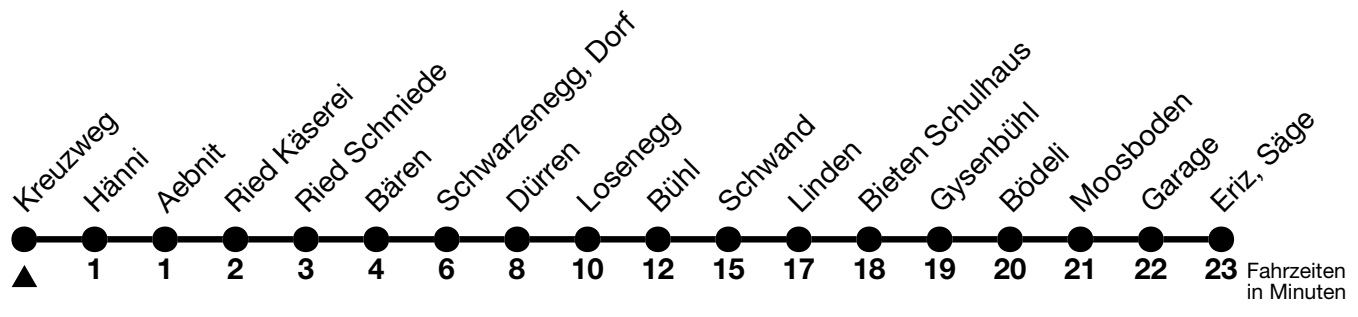 Kreuzweg
Hänni
Aebnit
Ried Käserei
Ried Schmiede
Bären
Schwarzenegg, Dorf
Dürren
Losenegg
Bühl
Schwand
Linden
Bieten Schulhaus
Gysenbühl
Bödeli
Moosboden
Garage
Eriz, Säge
1 1 2 3 4 6 8 10 12 15 17 18 19 20 21 22 23
Fahrzeiten
in Minuten